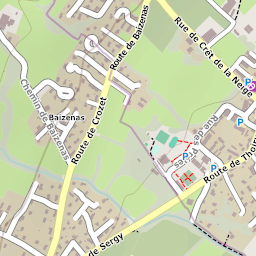 Route de Baizenas
Rue de Crêt de la Neige
P
Chemin de Baizenas
Baizenas
Route de Crozet
P
P
P
Route de Thoiry
de Sergy